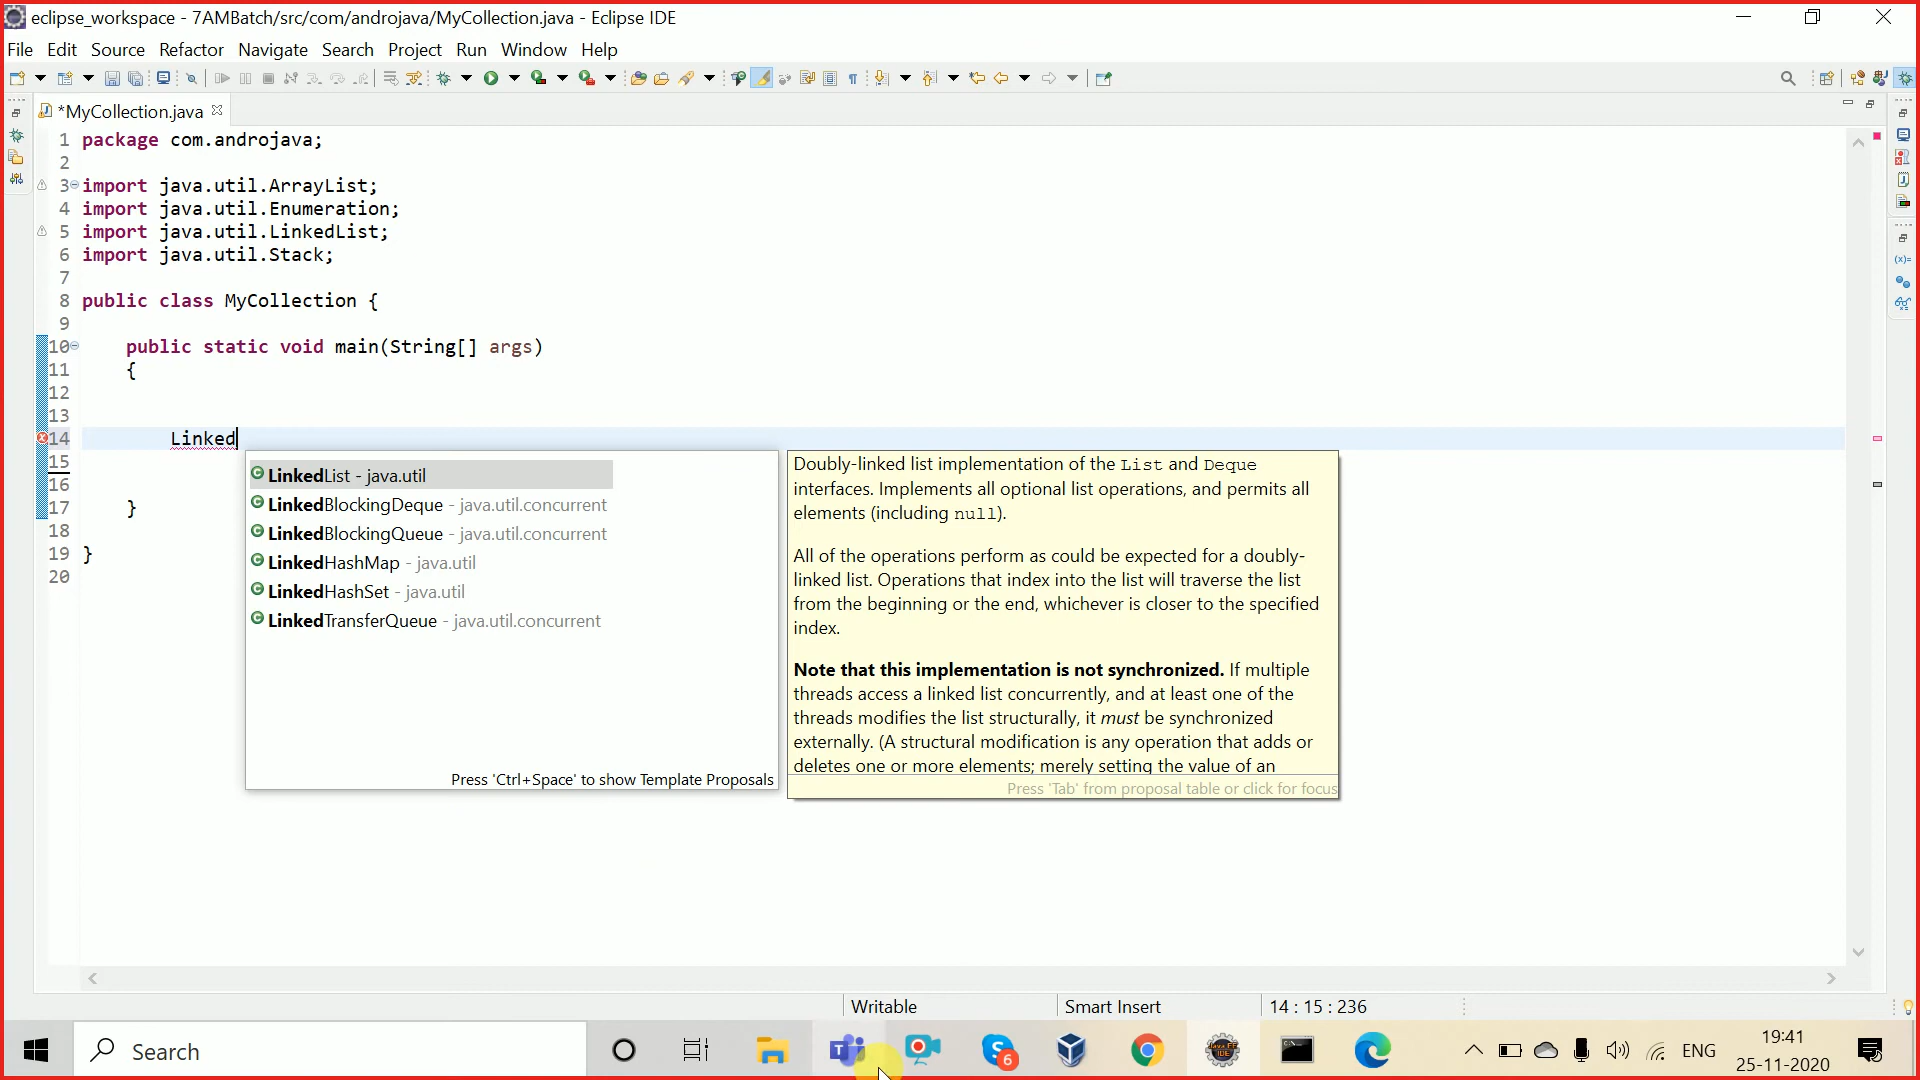 eclipse_workspace - 7AMBatch/src/com/androjava/MyCollection.java - Eclipse IDE
File Edit Source Refactor Navigate Search Project Run Window Help
*MyCollection.java
1 package com.androjava;
2
3 import java.util.ArrayList;
4 import java.util.Enumeration;
5 import java.util.LinkedList;
6 import java.util.Stack;
7
8 public class MyCollection {
9
10 public static void main(String[] args)
11 {
12
13
14 Linked
15
16
17 }
18
19 }
20
LinkedList - java.util
LinkedBlockingDeque - java.util.concurrent
LinkedBlockingQueue - java.util.concurrent
LinkedHashMap - java.util
LinkedHashSet - java.util
LinkedTransferQueue - java.util.concurrent
Press 'Ctrl+Space' to show Template Proposals
Doubly-linked list implementation of the List and Deque
interfaces. Implements all optional list operations, and permits all
elements (including null).
All of the operations perform as could be expected for a doubly-
linked list. Operations that index into the list will traverse the list
from the beginning or the end, whichever is closer to the specified
index.
Note that this implementation is not synchronized. If multiple
threads access a linked list concurrently, and at least one of the
threads modifies the list structurally, it must be synchronized
externally. (A structural modification is any operation that adds or
deletes one or more elements; merely setting the value of an
Press 'Tab' from proposal table or click for focus
Writable Smart Insert 14 : 15 : 236
Search
6
ENG
19:41
25-11-2020